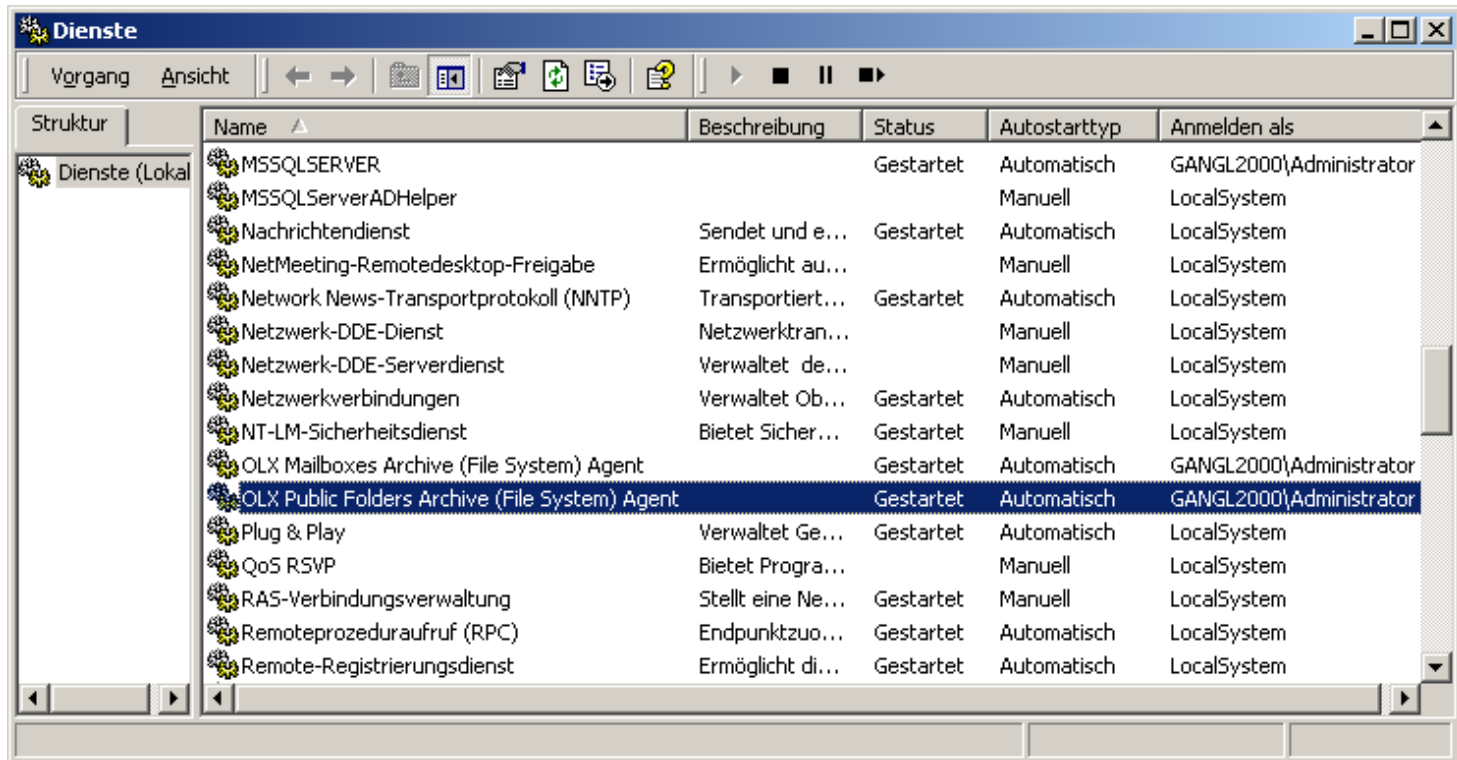 Dienste
Vorgang Ansicht
Struktur
Dienste (Lokal
Name Beschreibung Status Autostarttyp Anmelden als
MSSQLSERVER Gestartet Automatisch GANGL2000\Administrator
MSSQLServerADHelper Manuell LocalSystem
Nachrichtendienst Sendet und e... Gestartet Automatisch LocalSystem
NetMeeting-Remotedesktop-Freigabe Ermöglicht au... Manuell LocalSystem
Network News-Transportprotokoll (NNTP) Transportiert... Gestartet Automatisch LocalSystem
Netzwerk-DDE-Dienst Netzwerktran... Manuell LocalSystem
Netzwerk-DDE-Serverdienst Verwaltet de... Manuell LocalSystem
Netzwerkverbindungen Verwaltet Ob... Gestartet Automatisch LocalSystem
NT-LM-Sicherheitsdienst Bietet Sicher... Gestartet Manuell LocalSystem
OLX Mailboxes Archive (File System) Agent Gestartet Automatisch GANGL2000\Administrator
OLX Public Folders Archive (File System) Agent Gestartet Automatisch GANGL2000\Administrator
Plug & Play Verwaltet Ge... Gestartet Automatisch LocalSystem
QoS RSVP Bietet Progra... Manuell LocalSystem
RAS-Verbindungsverwaltung Stellt eine Ne... Gestartet Manuell LocalSystem
Remoteprozeduraufruf (RPC) Endpunktzuo... Gestartet Automatisch LocalSystem
Remote-Registrierungsdienst Ermöglicht di... Gestartet Automatisch LocalSystem